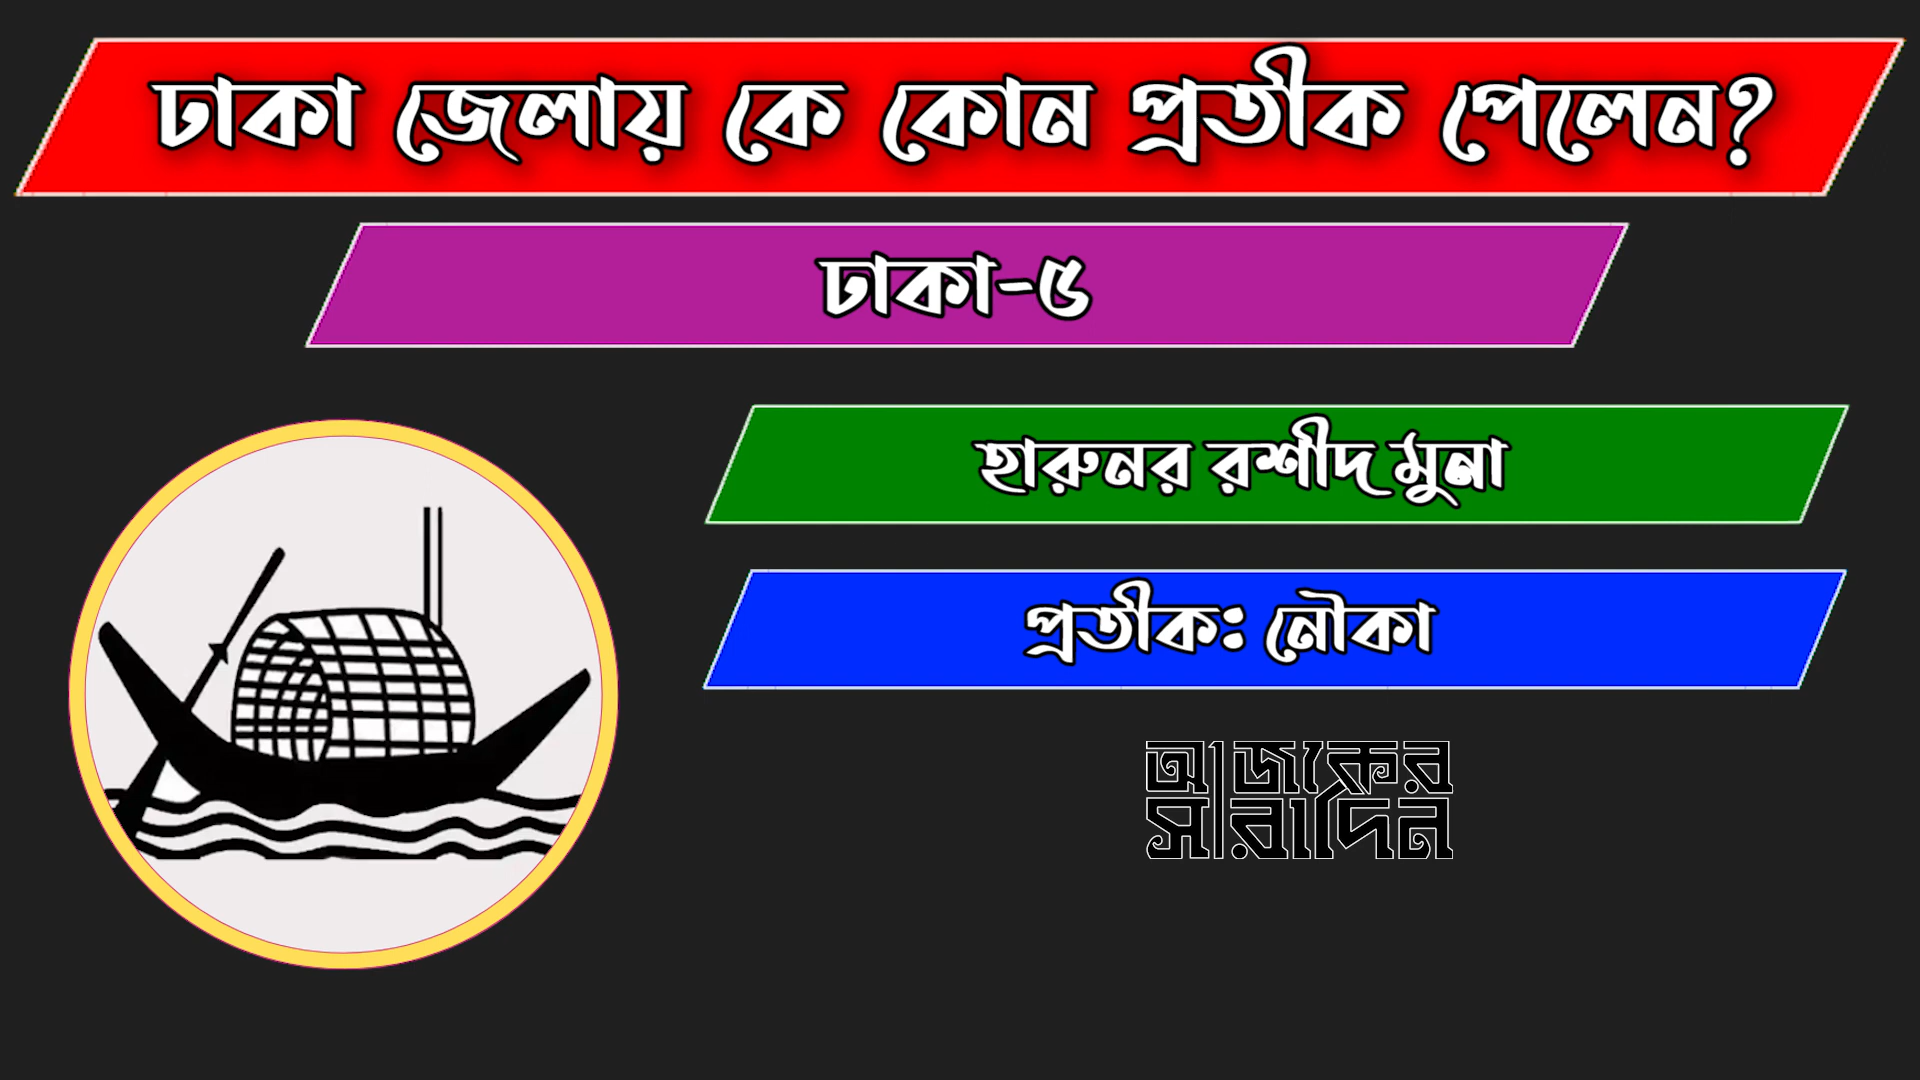 ঢাকা জেলায় কে কোন প্রতীক পেলেন?
ঢাকা-৫
হারুনর রশীদ মুন্না
প্রতীকঃ নৌকা
আজকের
সারাদিন